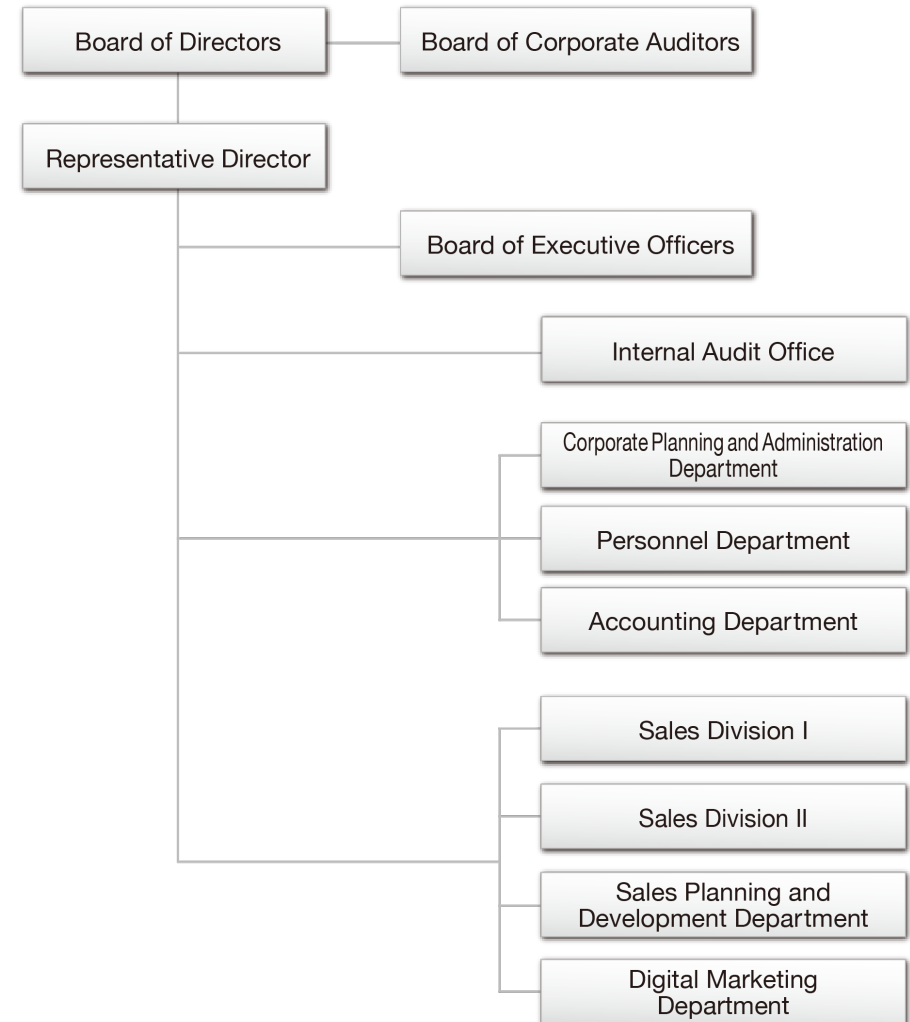 Board of Directors
Board of Corporate Auditors
Representative Director
Board of Executive Officers
Internal Audit Office
Corporate Planning and Administration
Department
Personnel Department
Accounting Department
Sales Division I
Sales Division II
Sales Planning and
Development Department
Digital Marketing
Department